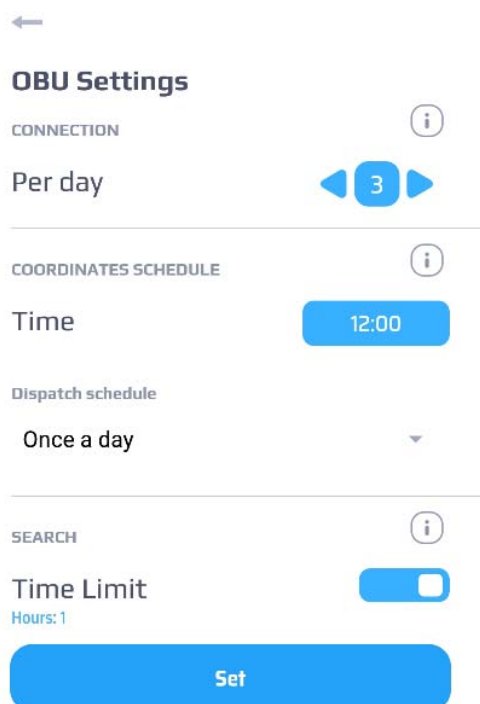 OBU Settings
CONNECTION
i
Per day
3
COORDINATES SCHEDULE
i
Time
12:00
Dispatch schedule
Once a day
SEARCH
i
Time Limit
Hours: 1
Set